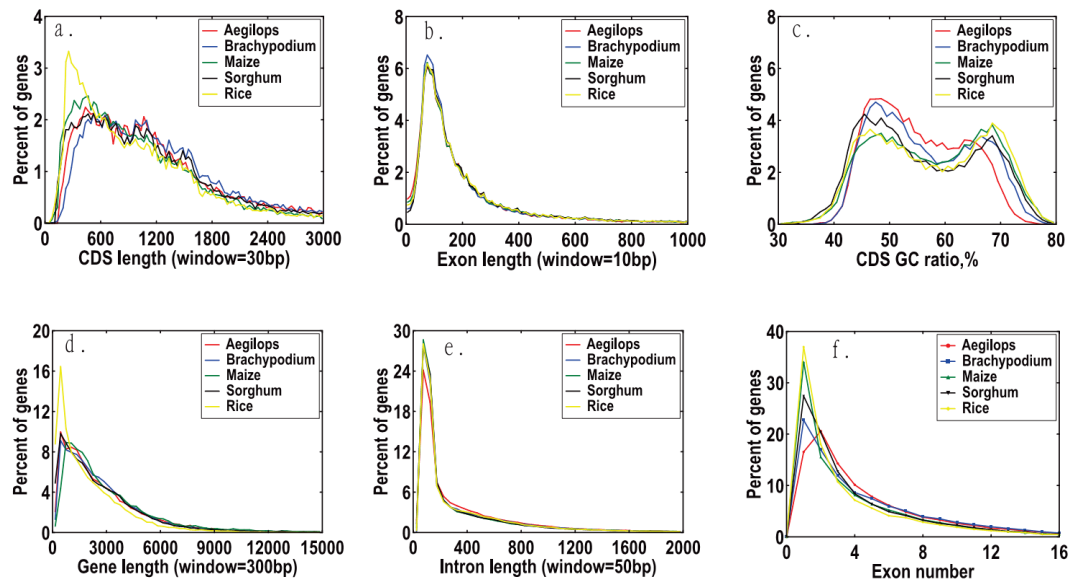 a.
Percent of genes
4
3
2
1
0
0 600 1200 1800 2400 3000
CDS length (window=30bp)
Aegilops
Brachypodium
Maize
Sorghum
Rice
b.
Percent of genes
8
6
4
2
0
0 200 400 600 800 1000
Exon length (window=10bp)
Aegilops
Brachypodium
Maize
Sorghum
Rice
c.
Percent of genes
8
6
4
2
0
30 40 50 60 70 80
CDS GC ratio,%
Aegilops
Brachypodium
Maize
Sorghum
Rice
d.
Percent of genes
20
16
12
8
4
0
0 3000 6000 9000 12000 15000
Gene length (window=300bp)
Aegilops
Brachypodium
Maize
Sorghum
Rice
e.
Percent of genes
30
24
18
12
6
0
0 400 800 1200 1600 2000
Intron length (window=50bp)
Aegilops
Brachypodium
Maize
Sorghum
Rice
f.
Percent of genes
40
30
20
10
0
0 4 8 12 16
Exon number
Aegilops
Brachypodium
Maize
Sorghum
Rice